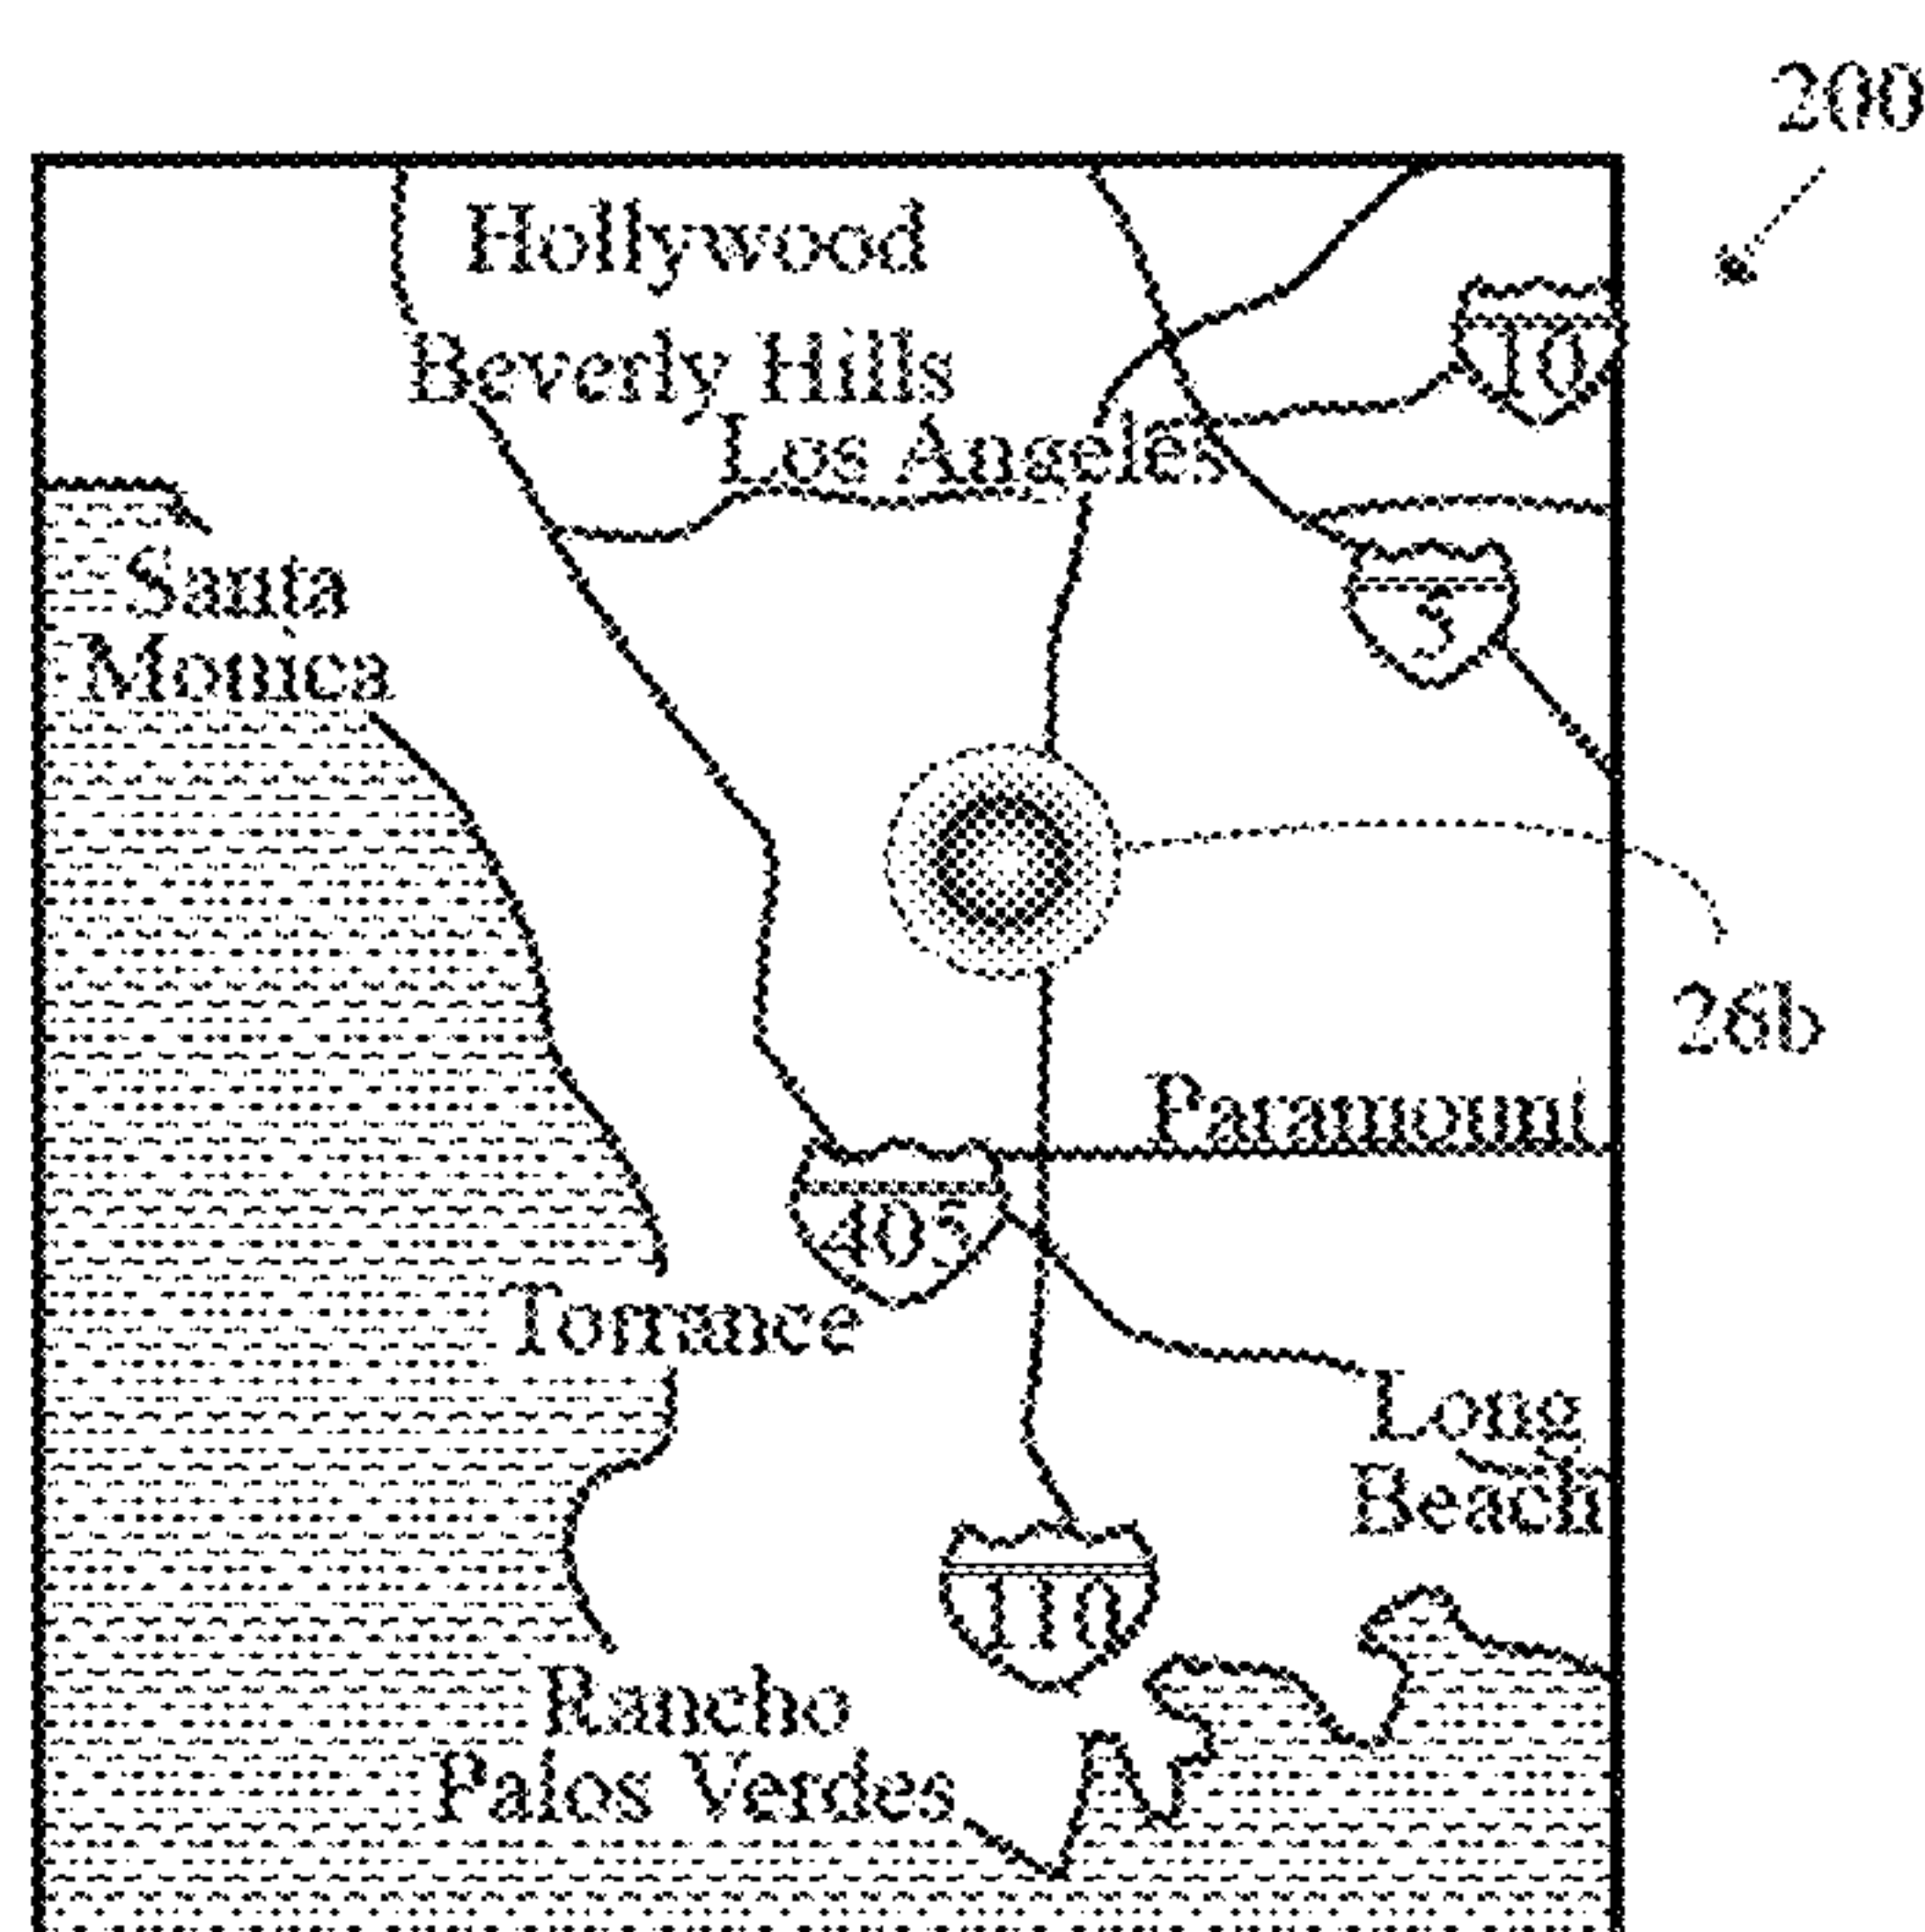 200
Hollywood
10
Beverly Hills
Los Angeles
Santa
Monica
5
26b
Paramount
405
Torrance
Long
Beach
110
Rancho
Palos Verdes